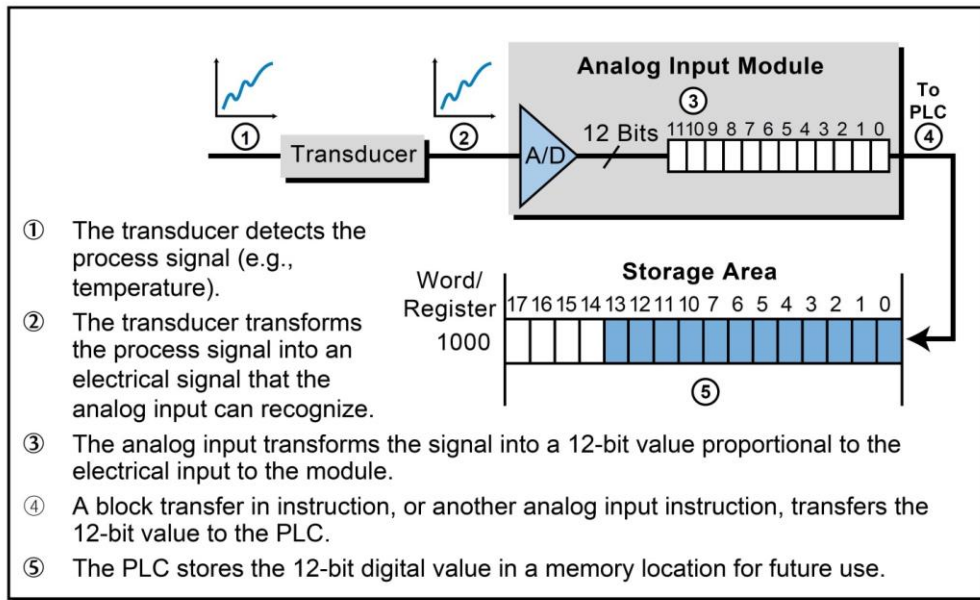 Analog Input Module
③
To
PLC
④
①
②
12 Bits
11 10 9 8 7 6 5 4 3 2 1 0
Transducer
A/D
① The transducer detects the
process signal (e.g.,
temperature).
② The transducer transforms
the process signal into an
electrical signal that the
analog input can recognize.
Storage Area
Word/
Register
17 16 15 14 13 12 11 10 7 6 5 4 3 2 1 0
1000
⑤
③ The analog input transforms the signal into a 12-bit value proportional to the
electrical input to the module.
④ A block transfer in instruction, or another analog input instruction, transfers the
12-bit value to the PLC.
⑤ The PLC stores the 12-bit digital value in a memory location for future use.